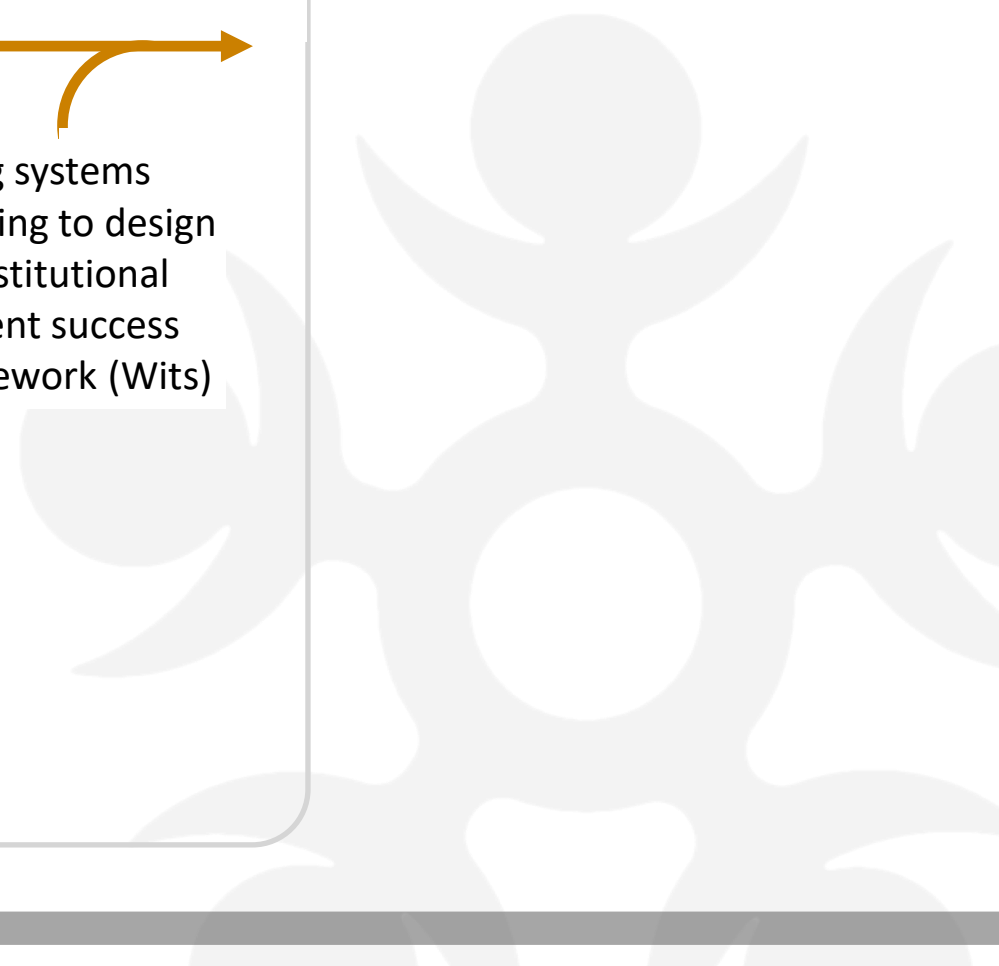 g systems
ing to design
stitutional
ent success
ework (Wits)